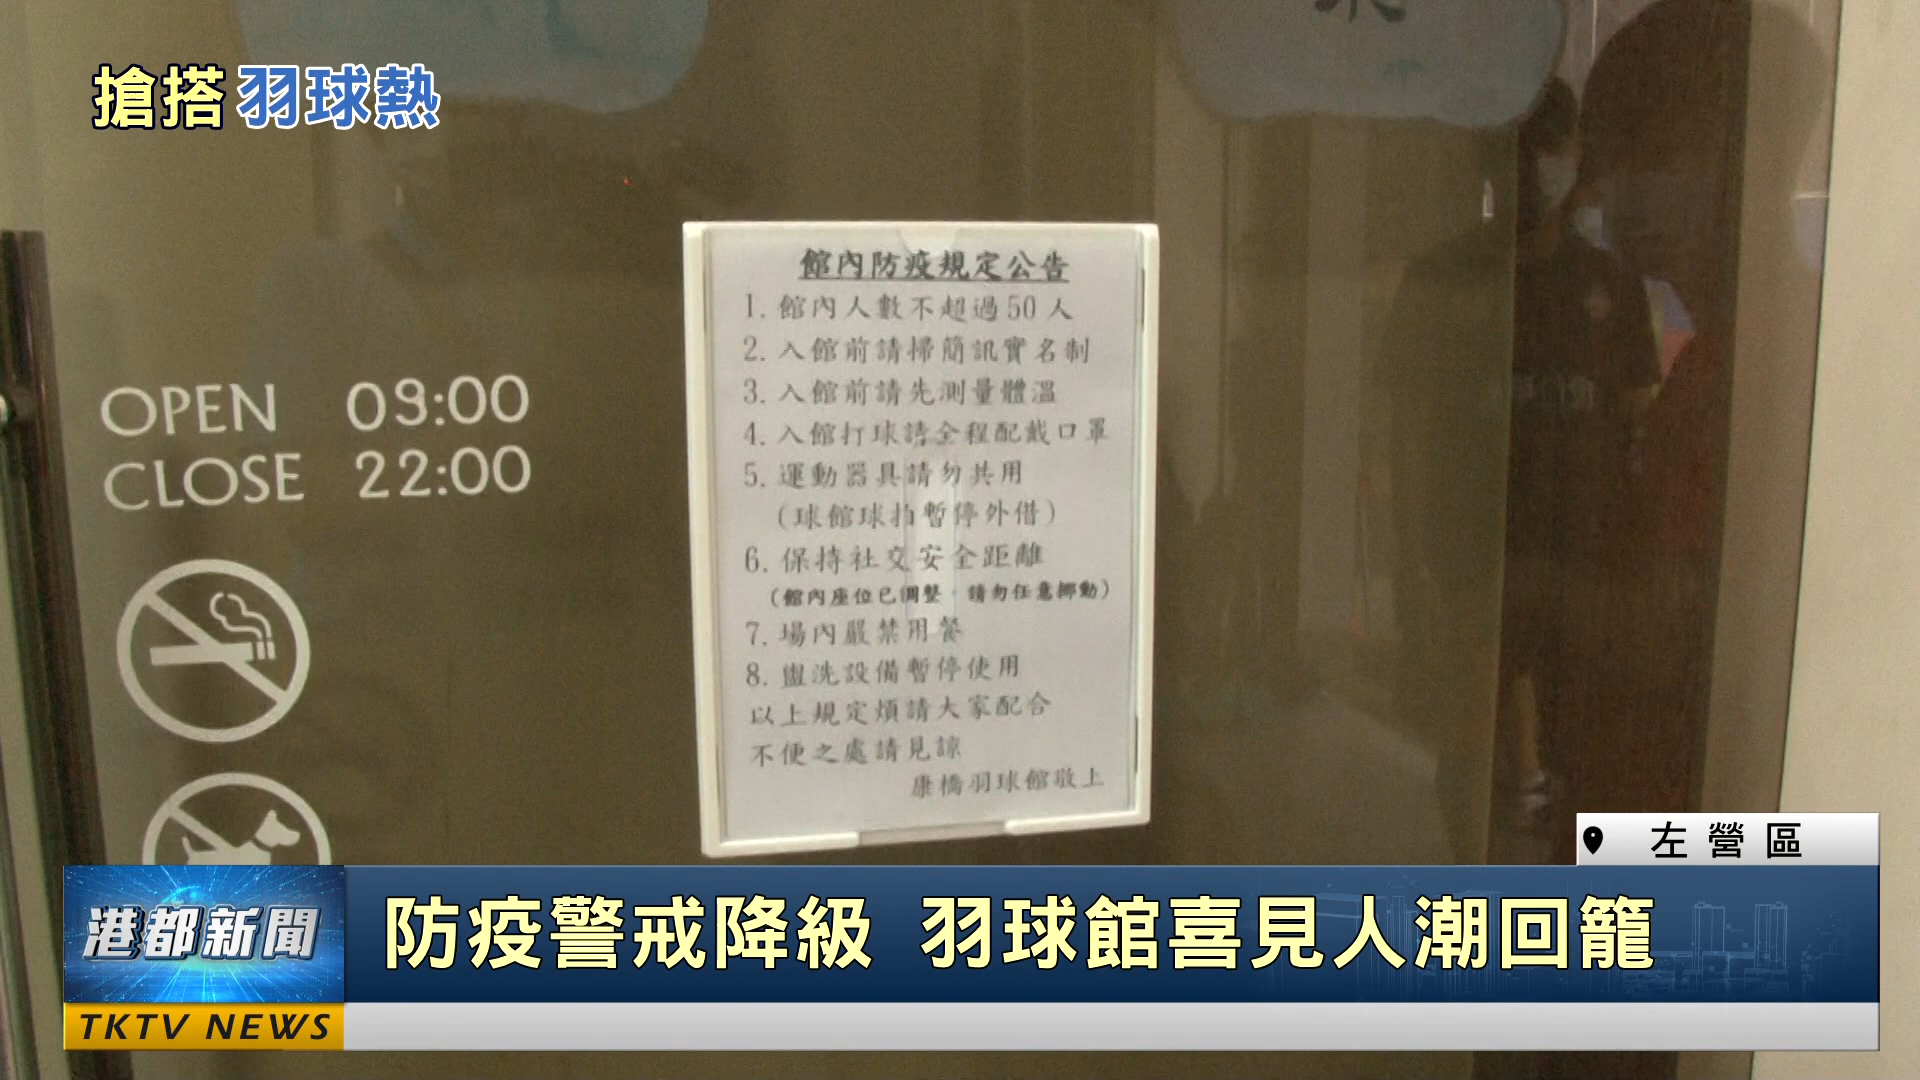 搶搭羽球熱
館內防疫規定公告
1. 館內人數不超過50人
2. 入館前請掃簡訊實名制
3. 入館前請先測量體溫
4. 入館打球請全程配戴口罩
5. 運動器具請勿共用
(球館球拍暫停外借)
6. 保持社交安全距離
(館內座位已調整，請勿任意挪動)
7. 場內嚴禁用餐
8. 盥洗設備暫停使用
以上規定煩請大家配合
不便之處請見諒
康橋羽球館敬上
OPEN 09:00
CLOSE 22:00
左營區
港都新聞
防疫警戒降級 羽球館喜見人潮回籠
TKTV NEWS